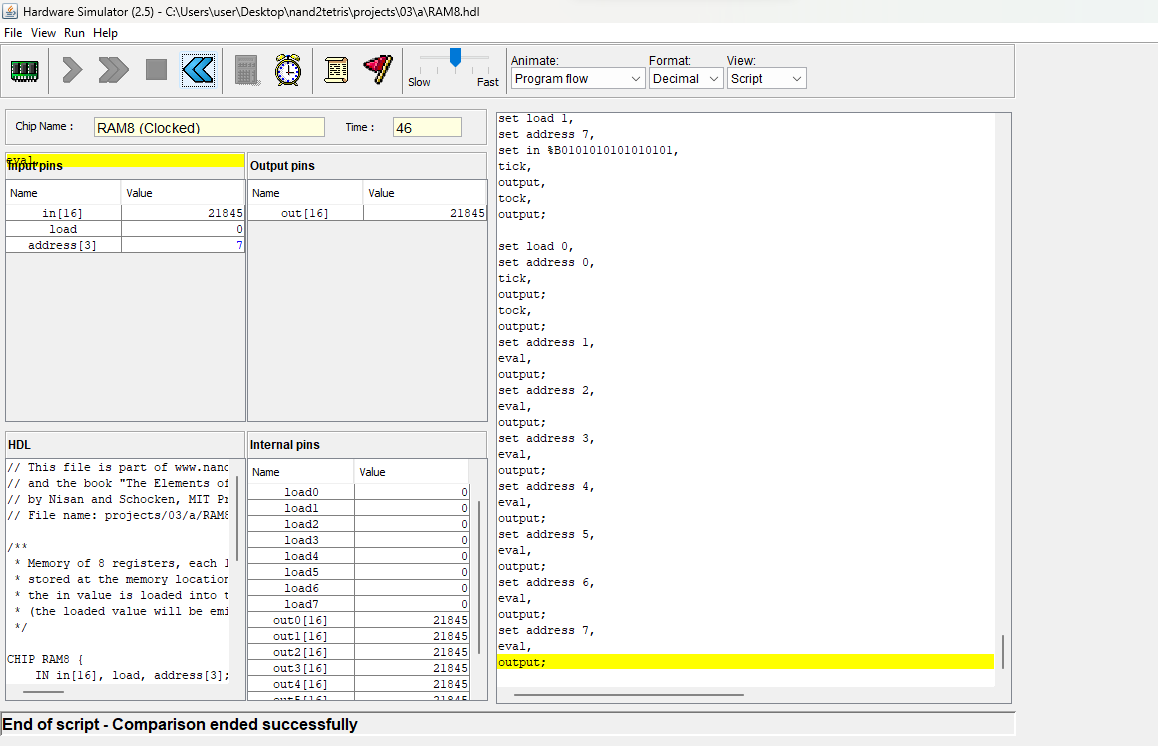 Hardware Simulator (2.5) - C:\Users\user\Desktop\nand2tetris\projects\03\a\RAM8.hdl
File View Run Help
Slow Fast
Animate: Format: View:
Program flow Decimal Script
Chip Name : RAM8 (Clocked) Time : 46
eval,
Input pins
Name Value
in[16] 21845
load 0
address[3] 7
Output pins
Name Value
out[16] 21845
HDL
// This file is part of www.nand
// and the book "The Elements of
// by Nisan and Schocken, MIT Pr
// File name: projects/03/a/RAM8
/**
* Memory of 8 registers, each 1
* stored at the memory location
* the in value is loaded into t
* (the loaded value will be emi
*/
CHIP RAM8 {
IN in[16], load, address[3];
Internal pins
Name Value
load0 0
load1 0
load2 0
load3 0
load4 0
load5 0
load6 0
load7 0
out0[16] 21845
out1[16] 21845
out2[16] 21845
out3[16] 21845
out4[16] 21845
out5[16] 21845
set load 1,
set address 7,
set in %B0101010101010101,
tick,
output,
tock,
output;
set load 0,
set address 0,
tick,
output;
tock,
output;
set address 1,
eval,
output;
set address 2,
eval,
output;
set address 3,
eval,
output;
set address 4,
eval,
output;
set address 5,
eval,
output;
set address 6,
eval,
output;
set address 7,
eval,
output;
End of script - Comparison ended successfully